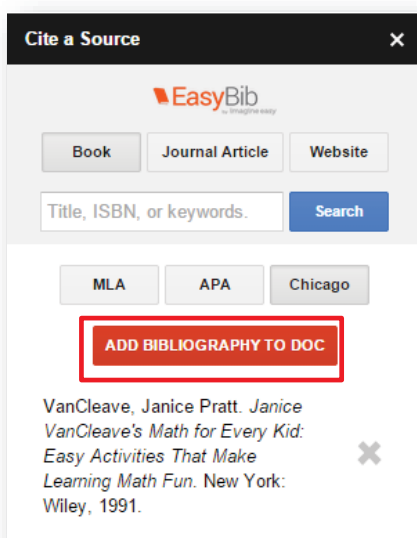 Cite a Source ×
EasyBib
by imagine easy
Book Journal Article Website
Title, ISBN, or keywords. Search
MLA APA Chicago
ADD BIBLIOGRAPHY TO DOC
VanCleave, Janice Pratt. Janice
VanCleave's Math for Every Kid:
Easy Activities That Make
Learning Math Fun. New York:
Wiley, 1991.